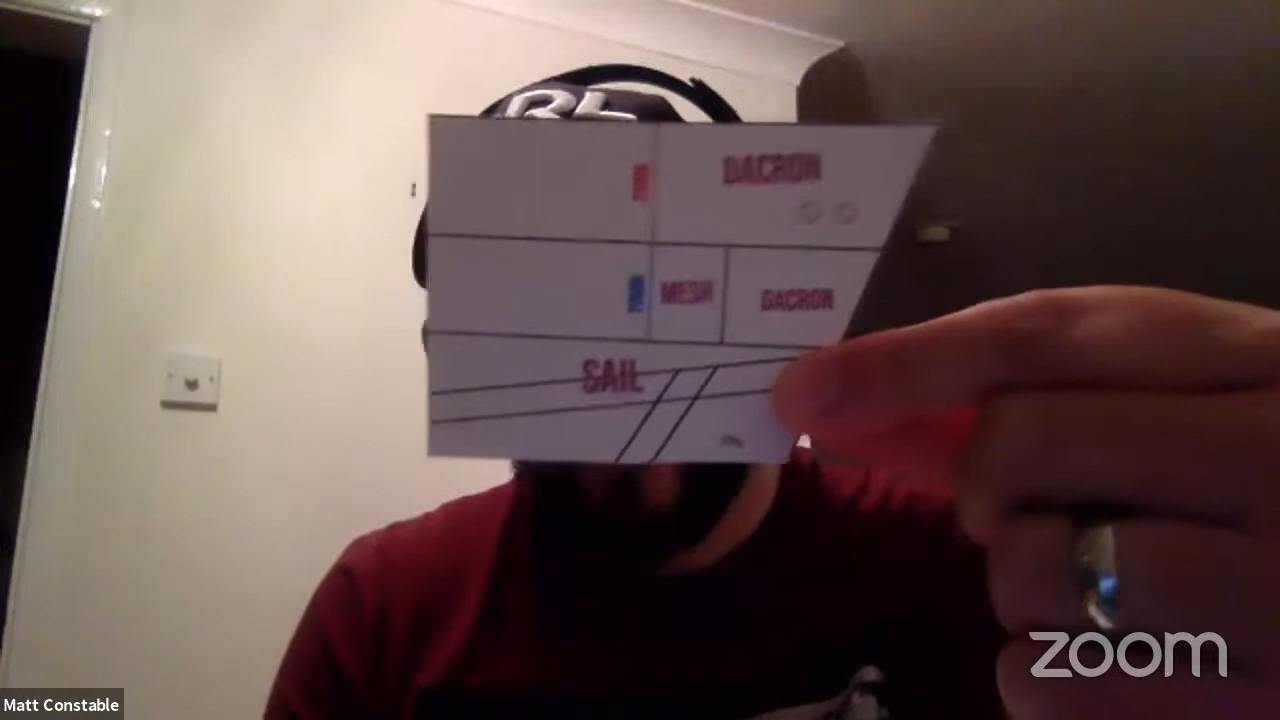 DACRON
MESH
DACRON
SAIL
zoom
Matt Constable